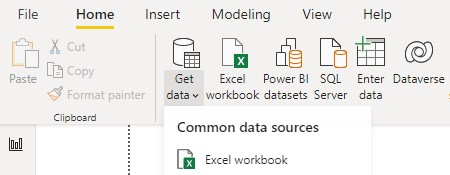 File Home Insert Modeling View Help
Paste
Cut
Copy
Format painter
Clipboard
Get data
Excel workbook
Power BI datasets
SQL Server
Enter data
Dataverse
Common data sources
Excel workbook